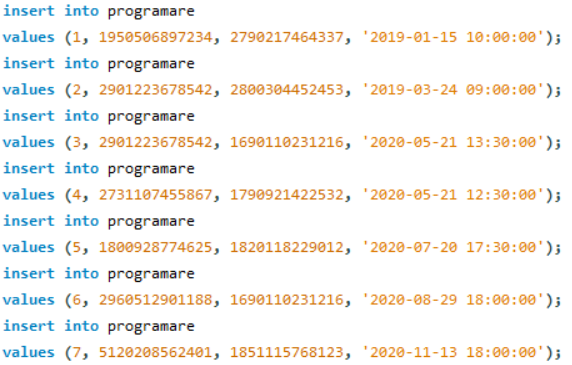 insert into programare
values (1, 1950506897234, 2790217464337, '2019-01-15 10:00:00');
insert into programare
values (2, 2901223678542, 2800304452453, '2019-03-24 09:00:00');
insert into programare
values (3, 2901223678542, 1690110231216, '2020-05-21 13:30:00');
insert into programare
values (4, 2731107455867, 1790921422532, '2020-05-21 12:30:00');
insert into programare
values (5, 1800928774625, 1820118229012, '2020-07-20 17:30:00');
insert into programare
values (6, 2960512901188, 1690110231216, '2020-08-29 18:00:00');
insert into programare
values (7, 5120208562401, 1851115768123, '2020-11-13 18:00:00');